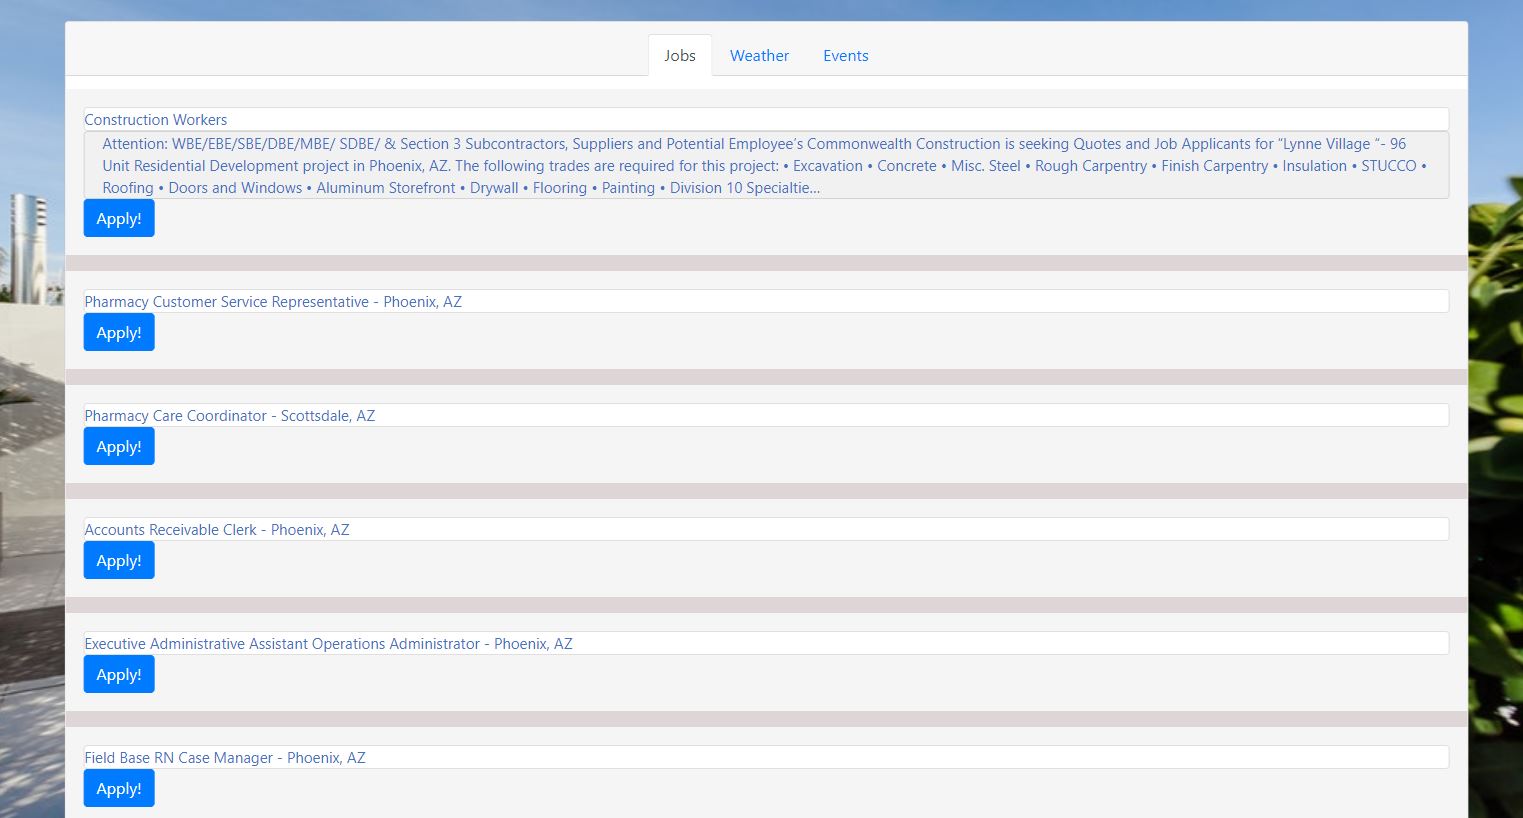 Jobs Weather Events
Construction Workers
Attention: WBE/EBE/SBE/DBE/MBE/ SDBE/ & Section 3 Subcontractors, Suppliers and Potential Employee’s Commonwealth Construction is seeking Quotes and Job Applicants for “Lynne Village “- 96
Unit Residential Development project in Phoenix, AZ. The following trades are required for this project: • Excavation • Concrete • Misc. Steel • Rough Carpentry • Finish Carpentry • Insulation • STUCCO •
Roofing • Doors and Windows • Aluminum Storefront • Drywall • Flooring • Painting • Division 10 Specialtie...
Apply!
Pharmacy Customer Service Representative - Phoenix, AZ
Apply!
Pharmacy Care Coordinator - Scottsdale, AZ
Apply!
Accounts Receivable Clerk - Phoenix, AZ
Apply!
Executive Administrative Assistant Operations Administrator - Phoenix, AZ
Apply!
Field Base RN Case Manager - Phoenix, AZ
Apply!